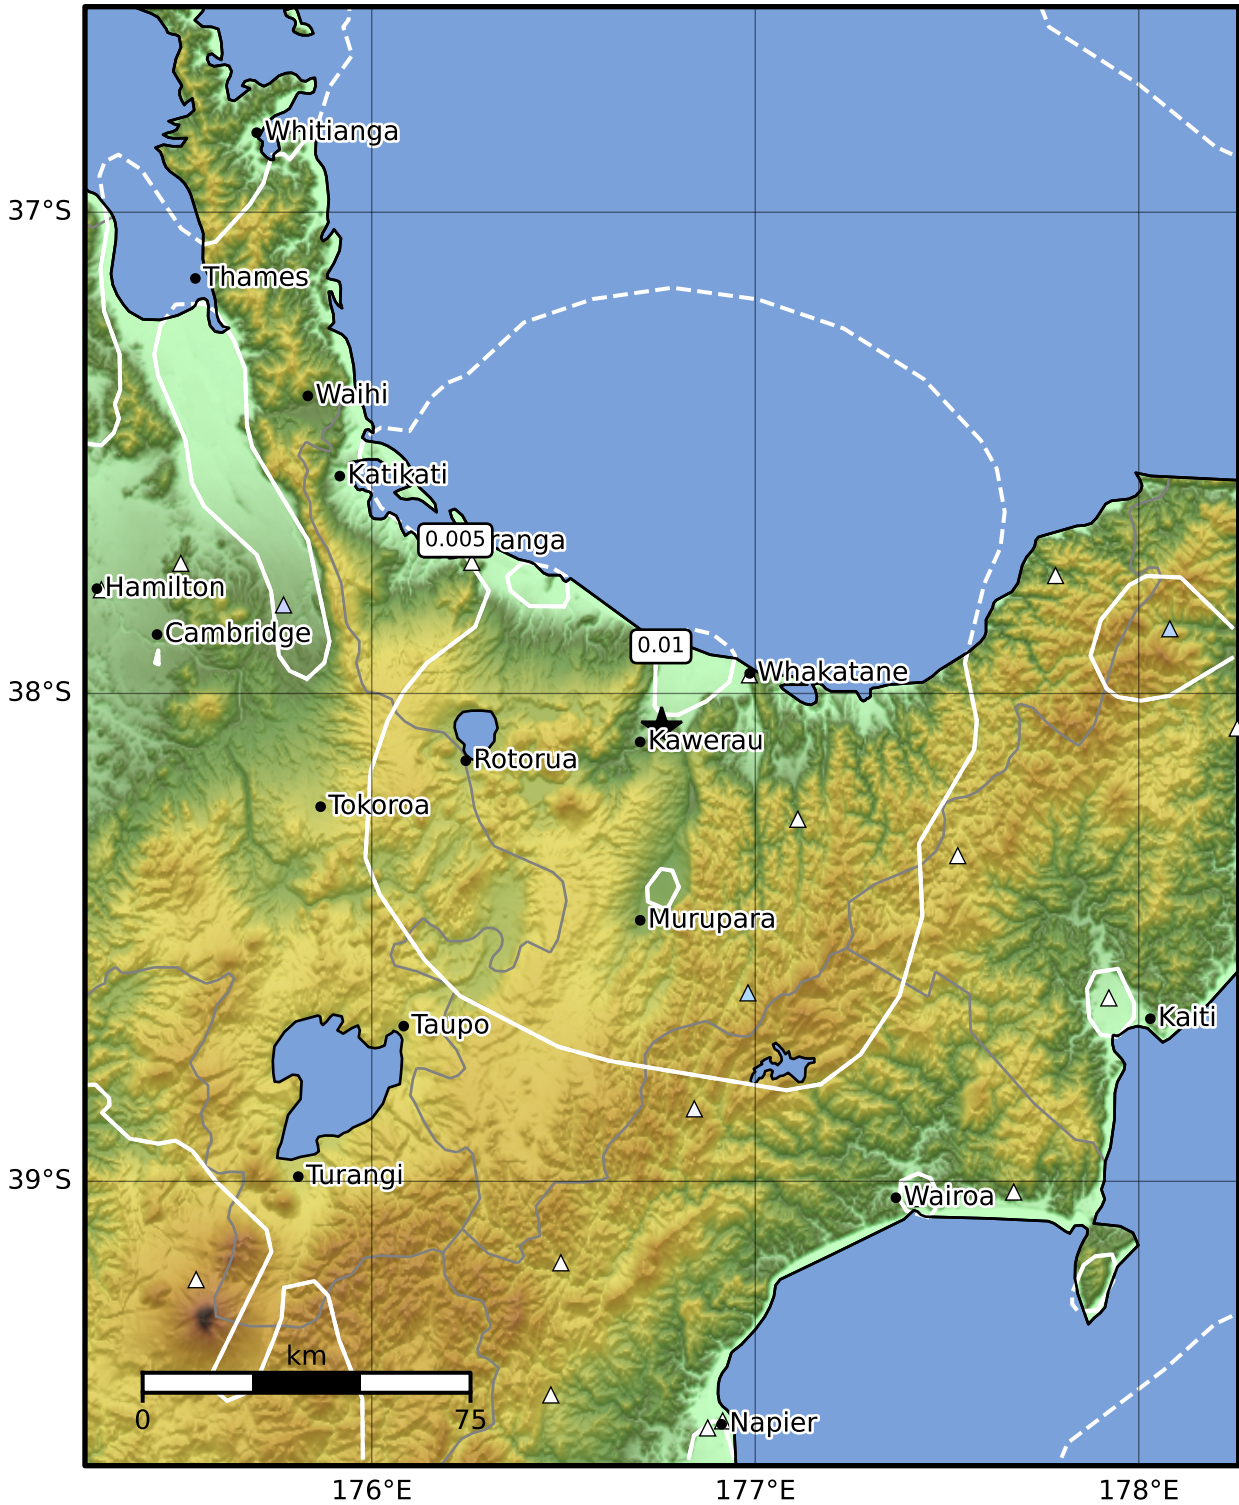 Whitianga
37°S
Thames
Waihi
Katikati
0.005
ranga
Hamilton
Cambridge
0.01
Whakatane
38°S
Kawerau
Rotorua
Tokoroa
Murupara
Kaiti
Taupo
39°S
Turangi
Wairoa
km
0
75
Napier
176°E
177°E
178°E